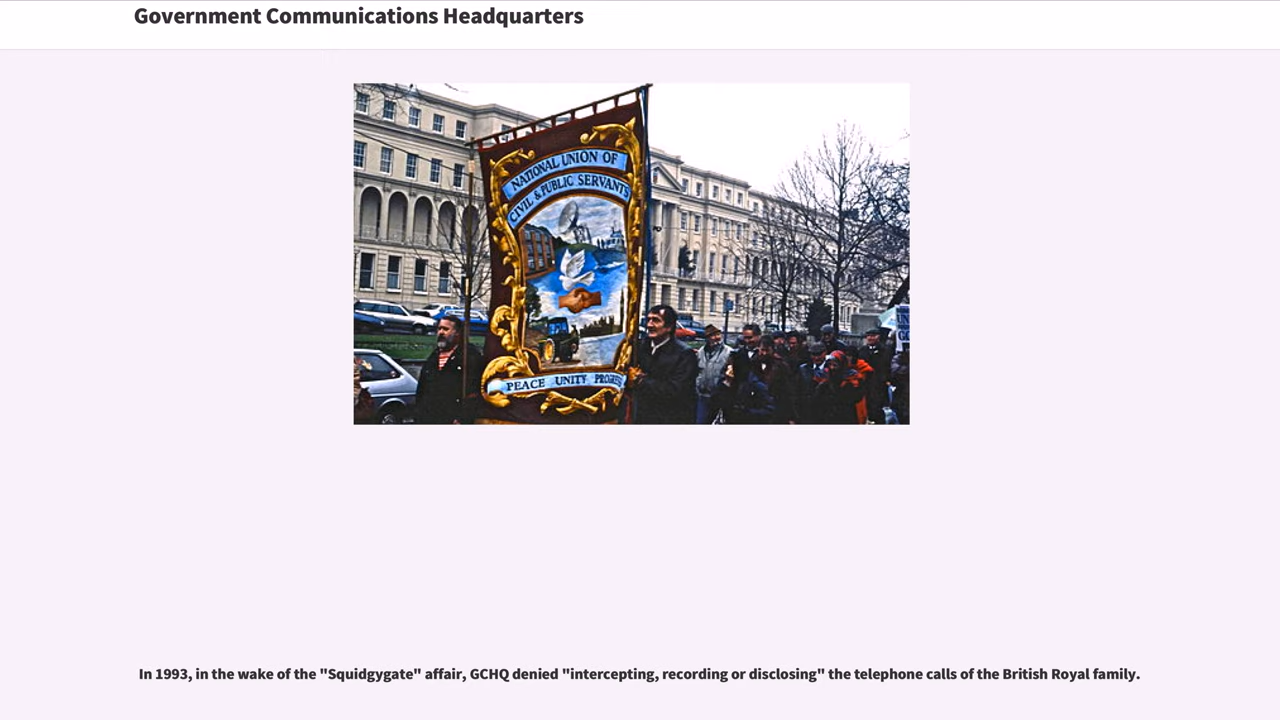 Government Communications Headquarters
NATIONAL UNION OF
CIVIL & PUBLIC SERVANTS
PEACE UNITY
In 1993, in the wake of the "Squidgygate" affair, GCHQ denied "intercepting, recording or disclosing" the telephone calls of the British Royal family.